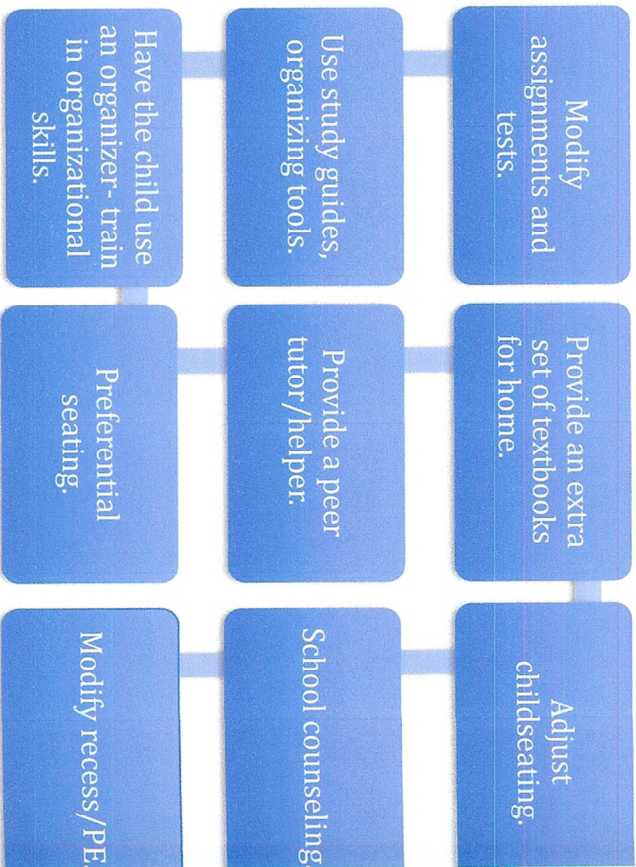 Modify
assignments and
tests.
Use study guides,
organizing tools.
Have the child use
an organizer- train
in organizational
skills.
Preferential
seating.
Provide a peer
tutor/helper.
Provide an extra
set of textbooks
for home.
Adjust
childseating.
School counseling
Modify recess/PE